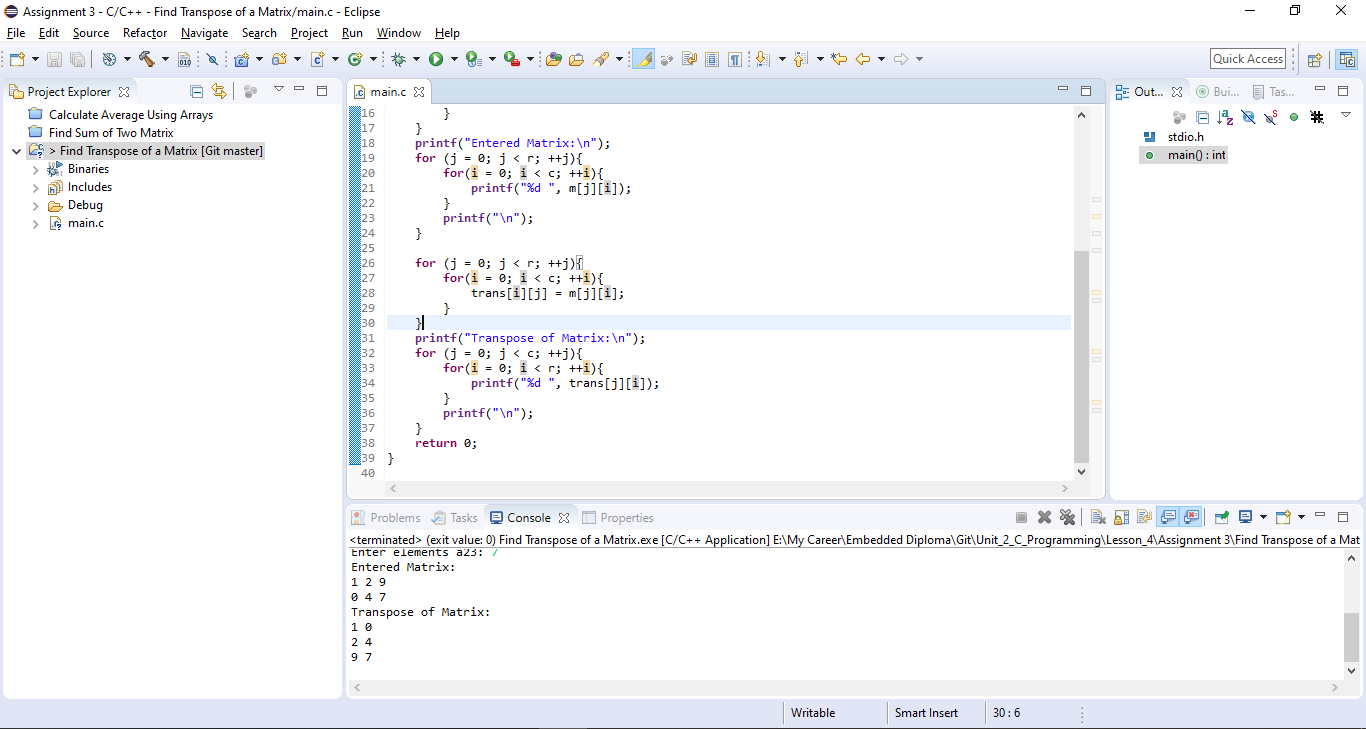 Assignment 3 - C/C++ - Find Transpose of a Matrix/main.c - Eclipse
File Edit Source Refactor Navigate Search Project Run Window Help
Quick Access
Project Explorer
Calculate Average Using Arrays
Find Sum of Two Matrix
> Find Transpose of a Matrix [Git master]
Binaries
Includes
Debug
main.c
main.c
16 }
17 }
18 printf("Entered Matrix:\n");
19 for (j = 0; j < r; ++j){
20 for(i = 0; i < c; ++i){
21 printf("%d ", m[j][i]);
22 }
23 printf("\n");
24 }
25
26 for (j = 0; j < r; ++j){
27 for(i = 0; i < c; ++i){
28 trans[i][j] = m[j][i];
29 }
30 }
31 printf("Transpose of Matrix:\n");
32 for (j = 0; j < c; ++j){
33 for(i = 0; i < r; ++i){
34 printf("%d ", trans[j][i]);
35 }
36 printf("\n");
37 }
38 return 0;
39 }
40
Out... Bui... Tas...
stdio.h
main() : int
Problems Tasks Console Properties
<terminated> (exit value: 0) Find Transpose of a Matrix.exe [C/C++ Application] E:\My Career\Embedded Diploma\Git\Unit_2_C_Programming\Lesson_4\Assignment 3\Find Transpose of a Mat
Enter elements a23: 7
Entered Matrix:
1 2 9
0 4 7
Transpose of Matrix:
1 0
2 4
9 7
Writable Smart Insert 30 : 6